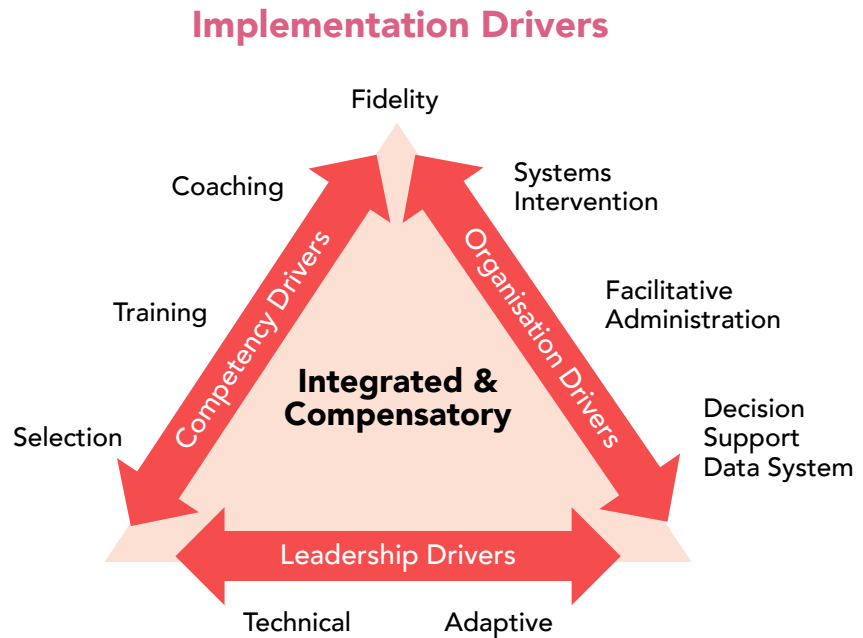 Implementation Drivers
Fidelity
Coaching
Systems
Intervention
Training
Competency Drivers
Organisation Drivers
Facilitative
Administration
Integrated &
Compensatory
Selection
Decision
Support
Data System
Leadership Drivers
Technical
Adaptive